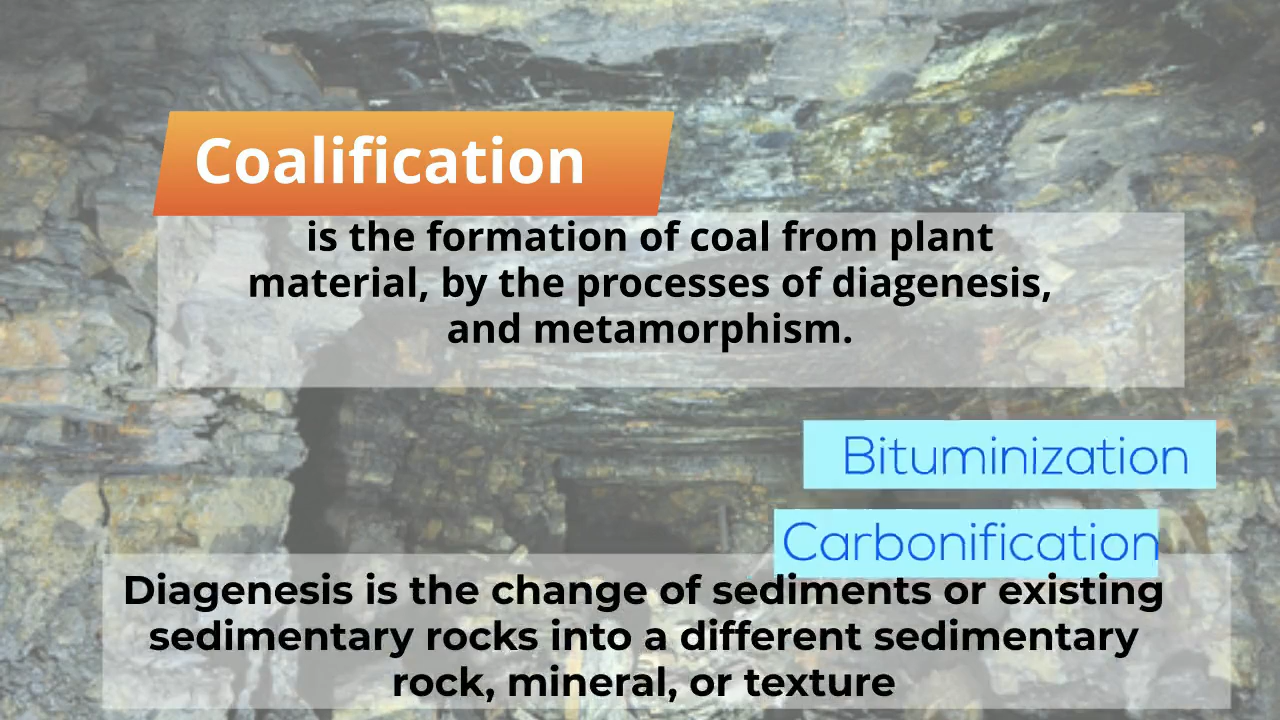 Coalification
is the formation of coal from plant
material, by the processes of diagenesis,
and metamorphism.
Bituminization
Carbonification
Diagenesis is the change of sediments or existing
sedimentary rocks into a different sedimentary
rock, mineral, or texture